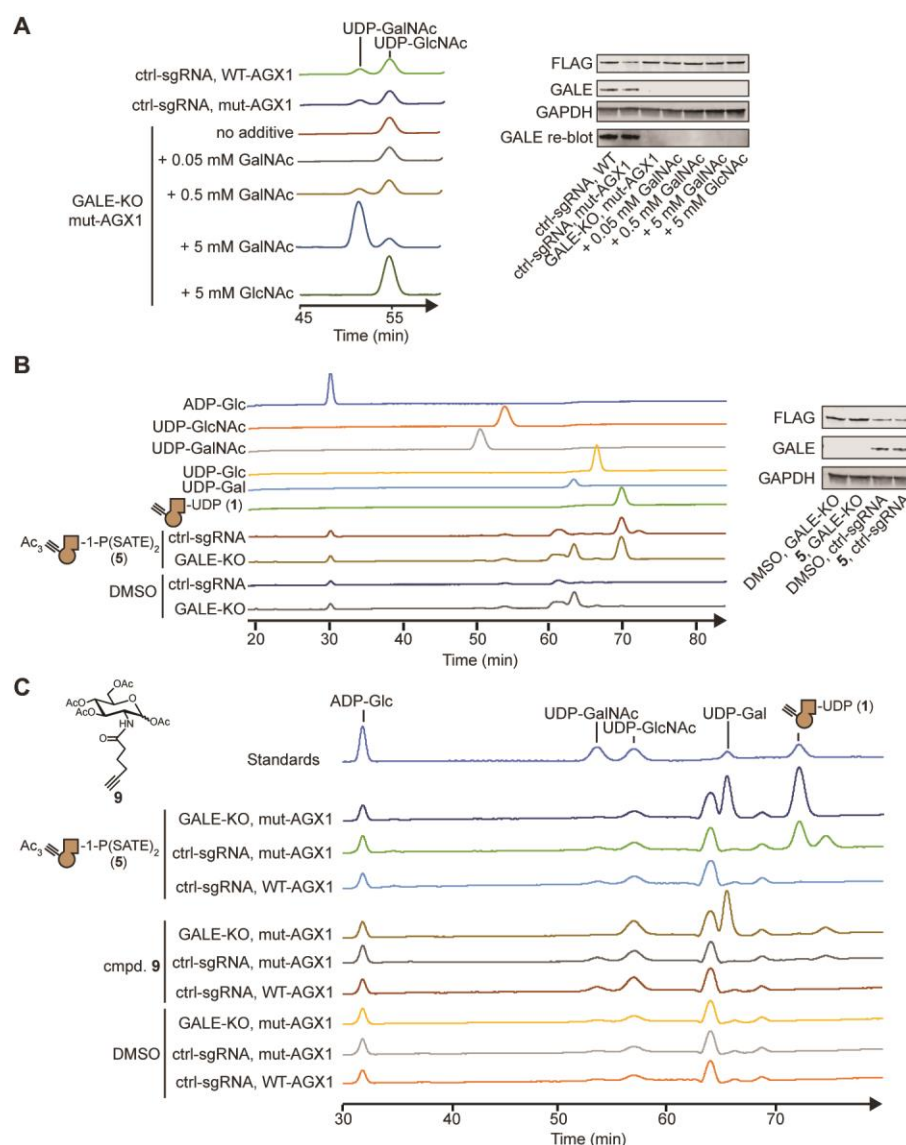 A
UDP-GalNAc
UDP-GlcNAc
ctrl-sgRNA, WT-AGX1
ctrl-sgRNA, mut-AGX1
GALE-KO
mut-AGX1
no additive
+ 0.05 mM GalNAc
+ 0.5 mM GalNAc
+ 5 mM GalNAc
+ 5 mM GlcNAc
45
55
Time (min)
FLAG
GALE
GAPDH
GALE re-blot
ctrl-sgRNA, WT
ctrl-sgRNA, mut-AGX1
GALE-KO, mut-AGX1
+ 0.05 mM GalNAc
+ 0.5 mM GalNAc
+ 5 mM GalNAc
+ 5 mM GlcNAc
B
ADP-Glc
UDP-GlcNAc
UDP-GalNAc
UDP-Glc
UDP-Gal
-UDP (1)
Ac3 -1-P(SATE)2
(5)
ctrl-sgRNA
GALE-KO
DMSO
ctrl-sgRNA
GALE-KO
20 30 40 50 60 70 80
Time (min)
FLAG
GALE
GAPDH
DMSO, GALE-KO
5, GALE-KO
DMSO, ctrl-sgRNA
5, ctrl-sgRNA
C
OAc
AcO
AcO
O
OAc
HN
O
9
ADP-Glc
UDP-GalNAc
UDP-GlcNAc
UDP-Gal
-UDP (1)
Standards
Ac3 -1-P(SATE)2
(5)
GALE-KO, mut-AGX1
ctrl-sgRNA, mut-AGX1
ctrl-sgRNA, WT-AGX1
cmpd. 9
GALE-KO, mut-AGX1
ctrl-sgRNA, mut-AGX1
ctrl-sgRNA, WT-AGX1
DMSO
GALE-KO, mut-AGX1
ctrl-sgRNA, mut-AGX1
ctrl-sgRNA, WT-AGX1
30 40 50 60 70
Time (min)